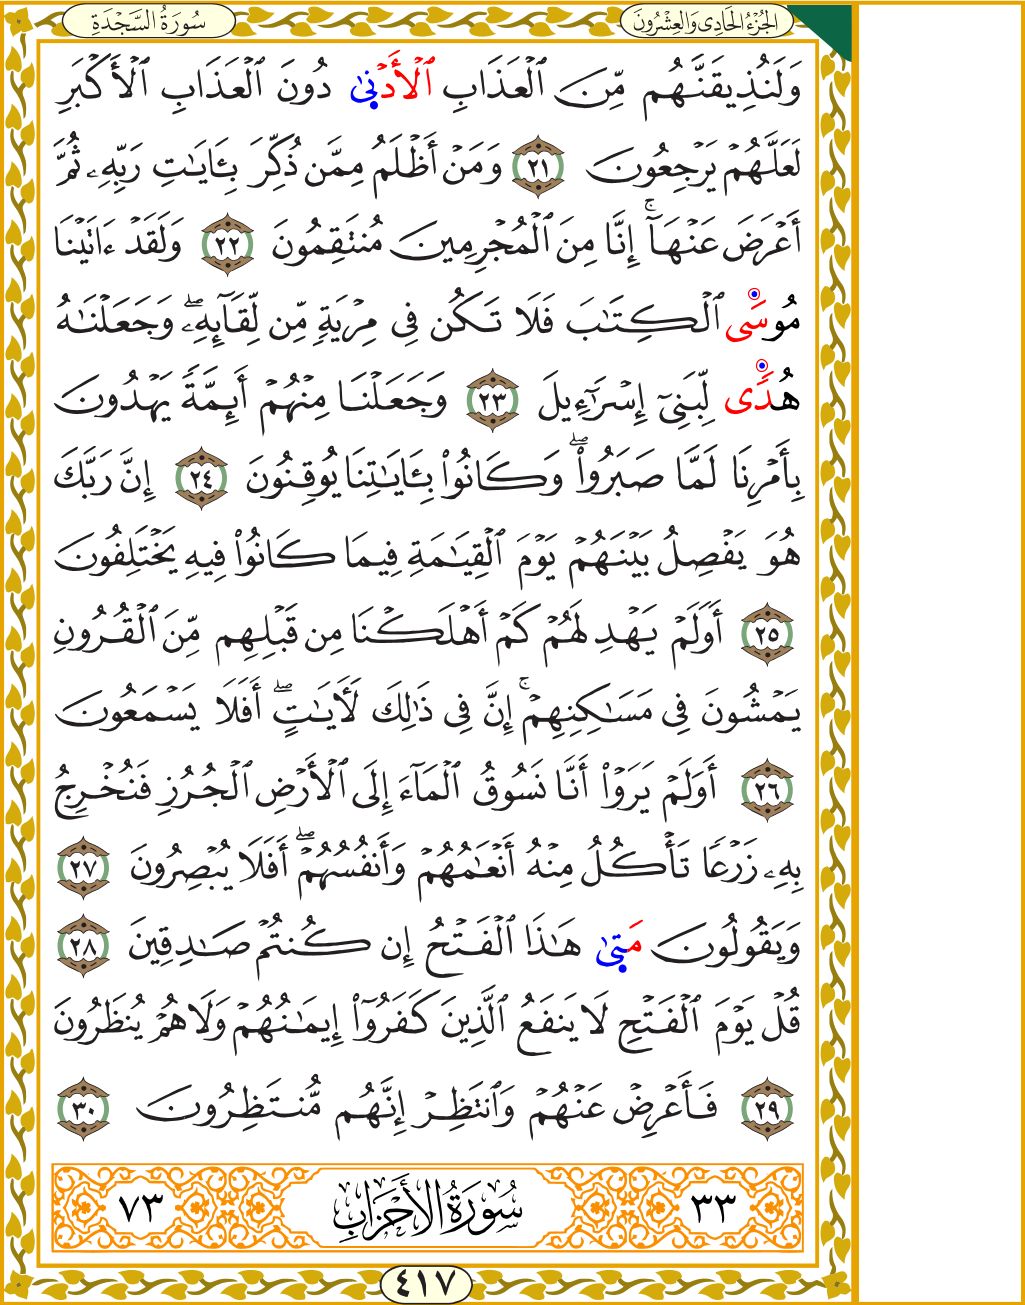 الجُزْءُ الحَادِى وَالعِشْرُونَ
سُورَةُ السَّجْدَةِ
وَلَنُذِيقَنَّهُم مِّنَ ٱلْعَذَابِ ٱلْأَدْنَىٰ دُونَ ٱلْعَذَابِ ٱلْأَكْبَرِ
لَعَلَّهُمْ يَرْجِعُونَ ٢١ وَمَنْ أَظْلَمُ مِمَّن ذُكِّرَ بِـَٔايَٰتِ رَبِّهِۦ ثُمَّ
أَعْرَضَ عَنْهَآ ۚ إِنَّا مِنَ ٱلْمُجْرِمِينَ مُنتَقِمُونَ ٢٢ وَلَقَدْ ءَاتَيْنَا
مُوسَى ٱلْكِتَٰبَ فَلَا تَكُن فِى مِرْيَةٍ مِّن لِّقَآئِهِۦ ۖ وَجَعَلْنَٰهُ
هُدًى لِّبَنِىٓ إِسْرَٰٓءِيلَ ٢٣ وَجَعَلْنَا مِنْهُمْ أَئِمَّةً يَهْدُونَ
بِأَمْرِنَا لَمَّا صَبَرُوا۟ ۖ وَكَانُوا۟ بِـَٔايَٰتِنَا يُوقِنُونَ ٢٤ إِنَّ رَبَّكَ
هُوَ يَفْصِلُ بَيْنَهُمْ يَوْمَ ٱلْقِيَٰمَةِ فِيمَا كَانُوا۟ فِيهِ يَخْتَلِفُونَ
٢٥ أَوَلَمْ يَهْدِ لَهُمْ كَمْ أَهْلَكْنَا مِن قَبْلِهِم مِّنَ ٱلْقُرُونِ
يَمْشُونَ فِى مَسَٰكِنِهِمْ ۚ إِنَّ فِى ذَٰلِكَ لَـَٔايَٰتٍ ۖ أَفَلَا يَسْمَعُونَ
٢٦ أَوَلَمْ يَرَوْا۟ أَنَّا نَسُوقُ ٱلْمَآءَ إِلَى ٱلْأَرْضِ ٱلْجُرُزِ فَنُخْرِجُ
بِهِۦ زَرْعًا تَأْكُلُ مِنْهُ أَنْعَٰمُهُمْ وَأَنفُسُهُمْ ۖ أَفَلَا يُبْصِرُونَ ٢٧
وَيَقُولُونَ مَتَىٰ هَٰذَا ٱلْفَتْحُ إِن كُنتُمْ صَٰدِقِينَ ٢٨
قُلْ يَوْمَ ٱلْفَتْحِ لَا يَنفَعُ ٱلَّذِينَ كَفَرُوٓا۟ إِيمَٰنُهُمْ وَلَا هُمْ يُنظَرُونَ
٢٩ فَأَعْرِضْ عَنْهُمْ وَٱنتَظِرْ إِنَّهُم مُّنتَظِرُونَ ٣٠
٣٣ سُورَةُ الأَحْزَابِ ٧٣
٤١٧